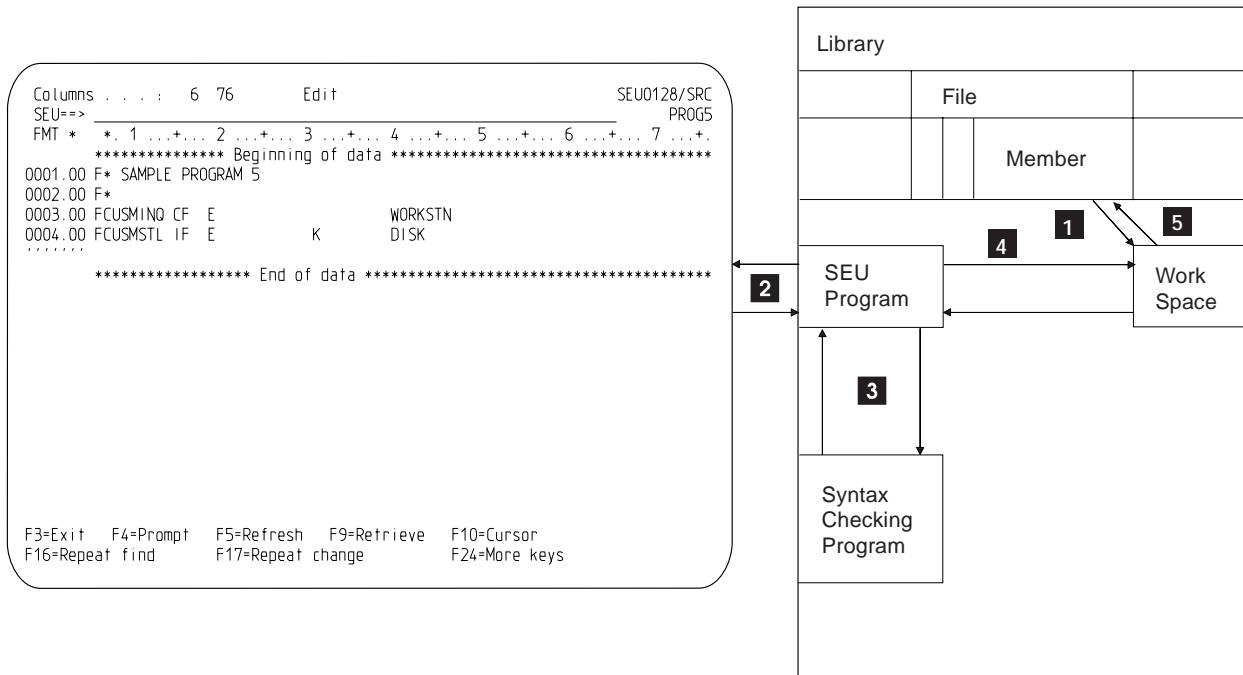 Columns . . . :   6  76        Edit                                  SEU0128/SRC
SEU==>                                                                     PROG5
FMT *  *. 1 ...+... 2 ...+... 3 ...+... 4 ...+... 5 ...+... 6 ...+... 7 ...+.
*************** Beginning of data *************************************
0001.00 F* SAMPLE PROGRAM 5
0002.00 F*
0003.00 FCUSMINQ CF  E                    WORKSTN
0004.00 FCUSMSTL IF  E           K        DISK
'''''''
****************** End of data ****************************************
F3=Exit   F4=Prompt   F5=Refresh   F9=Retrieve   F10=Cursor
F16=Repeat find       F17=Repeat change          F24=More keys
Library
File
Member
1
5
4
2
SEU
Program
Work
Space
3
Syntax
Checking
Program